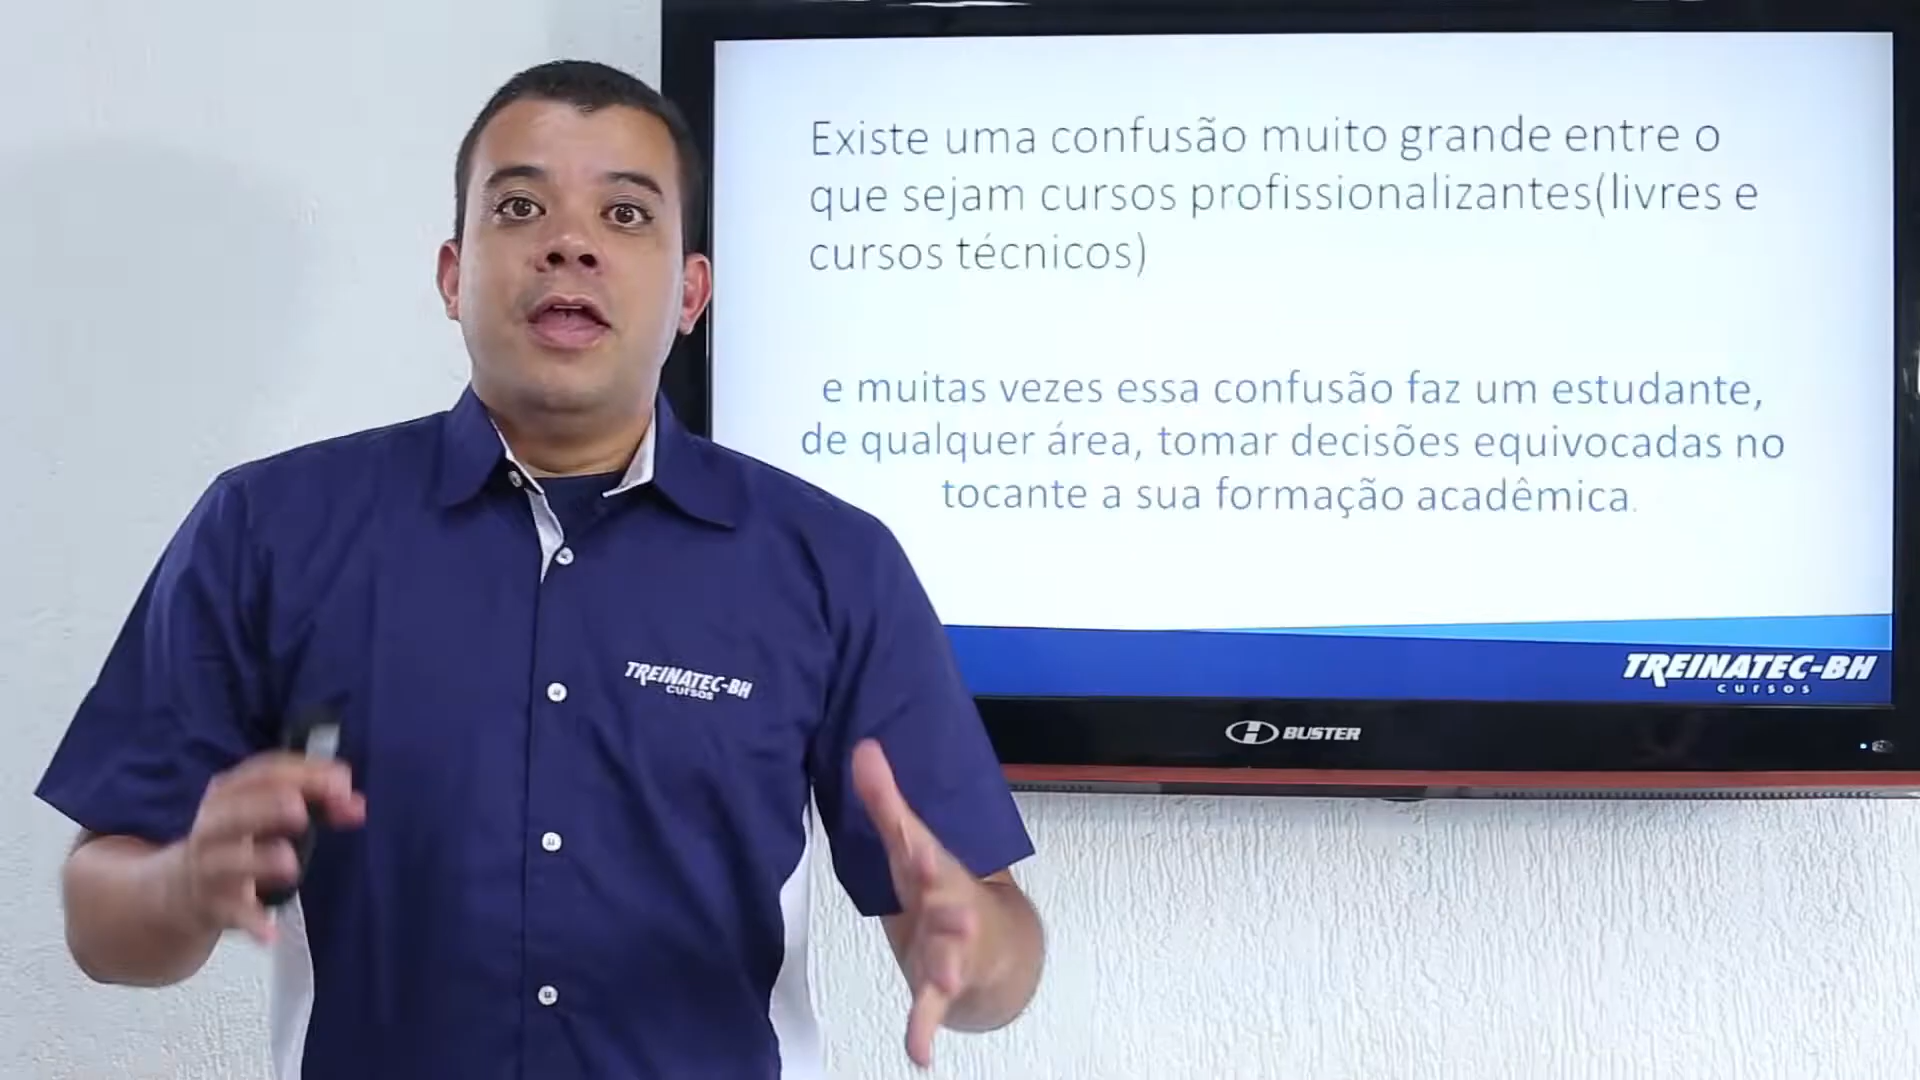 Existe uma confusão muito grande entre o
que sejam cursos profissionalizantes(livres e
cursos técnicos)
e muitas vezes essa confusão faz um estudante,
de qualquer área, tomar decisões equivocadas no
tocante a sua formação acadêmica.
TREINATEC-BH
cursos
TREINATEC-BH
cursos
H BUSTER